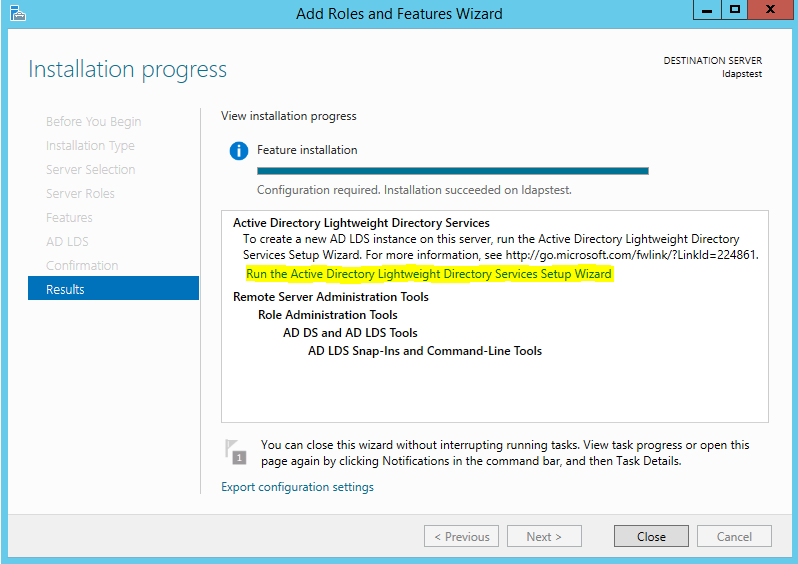 Add Roles and Features Wizard
Installation progress
DESTINATION SERVER
ldapstest
Before You Begin
Installation Type
Server Selection
Server Roles
Features
AD LDS
Confirmation
Results
View installation progress
Feature installation
Configuration required. Installation succeeded on ldapstest.
Active Directory Lightweight Directory Services
To create a new AD LDS instance on this server, run the Active Directory Lightweight Directory
Services Setup Wizard. For more information, see http://go.microsoft.com/fwlink/?LinkId=224861.
Run the Active Directory Lightweight Directory Services Setup Wizard
Remote Server Administration Tools
Role Administration Tools
AD DS and AD LDS Tools
AD LDS Snap-Ins and Command-Line Tools
1
You can close this wizard without interrupting running tasks. View task progress or open this
page again by clicking Notifications in the command bar, and then Task Details.
Export configuration settings
< Previous
Next >
Close
Cancel